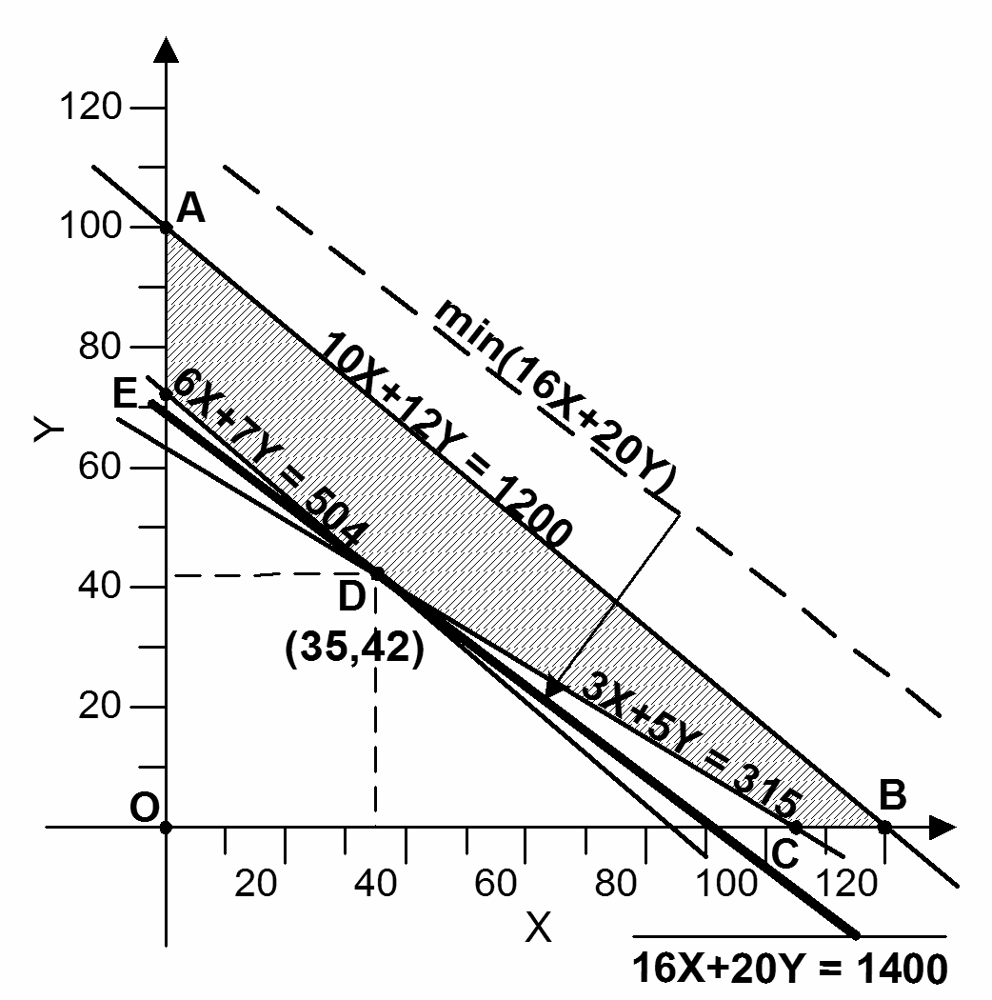 120
A
100
80
min(16X+20Y)
10X+12Y = 1200
E
6X+7Y = 504
Y
60
40
D
(35,42)
20
3X+5Y = 315
O
B
C
20 40 60 80 100 120
X
16X+20Y = 1400